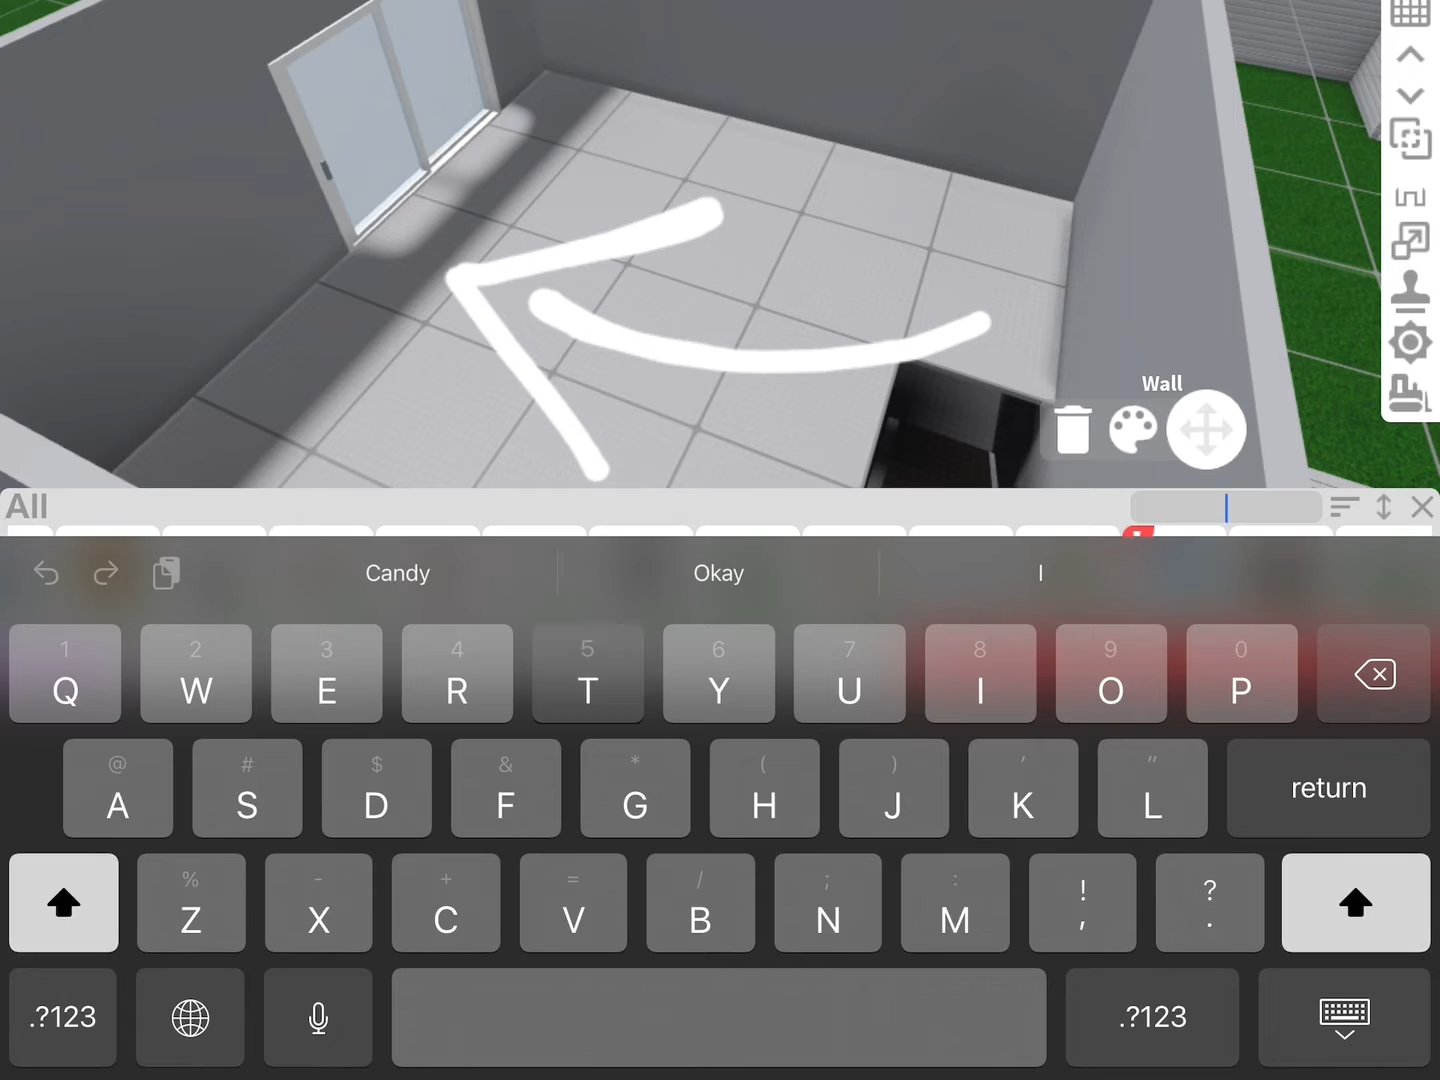 Wall
All
Candy Okay I
1 2 3 4 5 6 7 8 9 0
Q W E R T Y U I O P
@ # $ & * ( ) ' "
A S D F G H J K L return
% - + = / ; : ! ?
Z X C V B N M , .
.?123 .?123